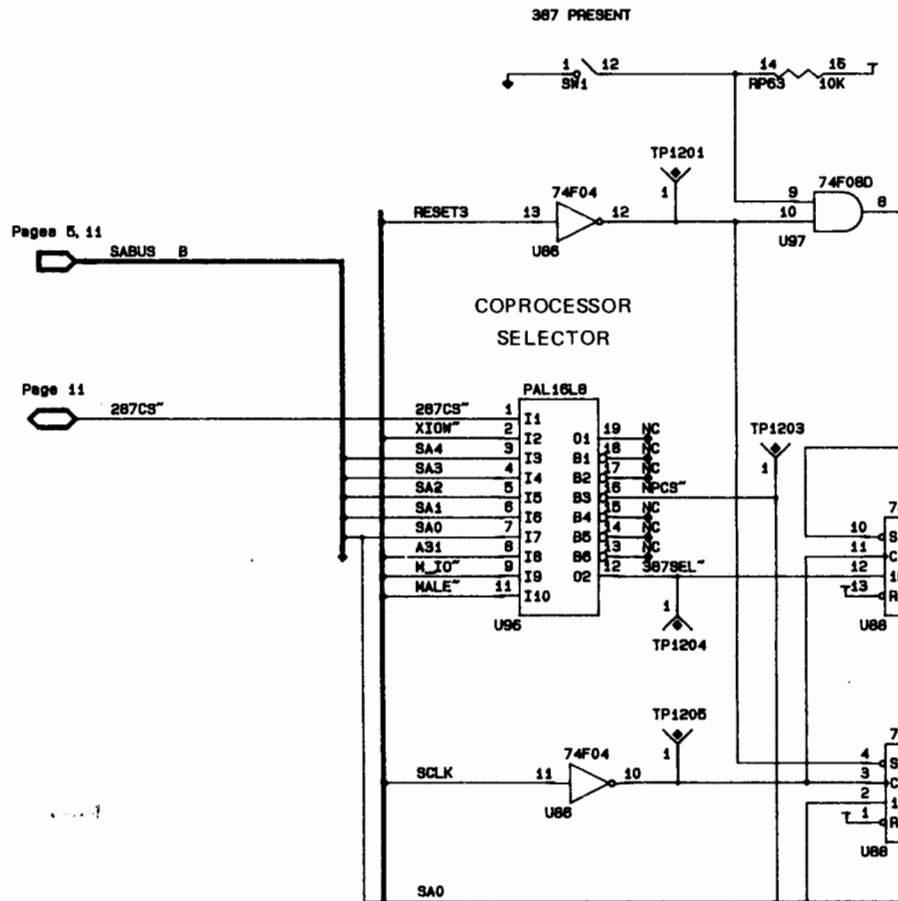 387 PRESENT
1 12 14 15
SW1 RP63 10K
TP1201
1
74F04 74F08D
RESET3 13 12 9 8
10
U86 U97
Pages 5, 11
SABUS B
COPROCESSOR
SELECTOR
Page 11
287CS"
PAL16L8
287CS" 1 I1
XIOW" 2 I2 O1 19 NC
SA4 3 I3 B1 18 NC
SA3 4 I4 B2 17 NC
SA2 5 I5 B3 16 NPCS"
SA1 6 I6 B4 15 NC
SA0 7 I7 B5 14 NC
A31 8 I8 B6 13 NC
M_IO" 9 I9 O2 12 387SEL"
MALE" 11 I10
U96
TP1203
1
1
TP1204
7
10 S
11 C
12 1
13 R
U88
TP1205
1
74F04
SCLK 11 10
U86
7
4 S
3 C
2 1
1 R
U88
SA0